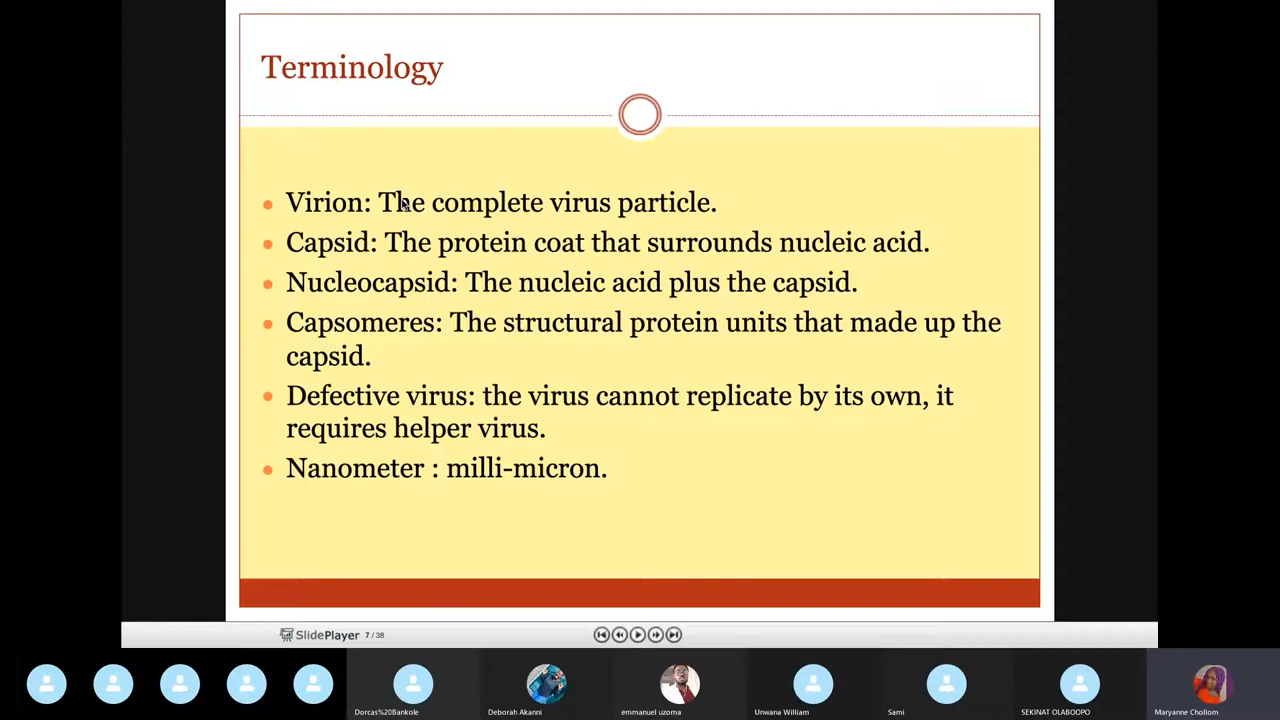 Terminology
Virion: The complete virus particle.
Capsid: The protein coat that surrounds nucleic acid.
Nucleocapsid: The nucleic acid plus the capsid.
Capsomeres: The structural protein units that made up the
capsid.
Defective virus: the virus cannot replicate by its own, it
requires helper virus.
Nanometer : milli-micron.
SlidePlayer 7 / 38
Dorcas%20Bankole
Deborah Akanni
emmanuel uzoma
Unwana William
Sami
SEKINAT OLABOOPO
Maryanne Chollom